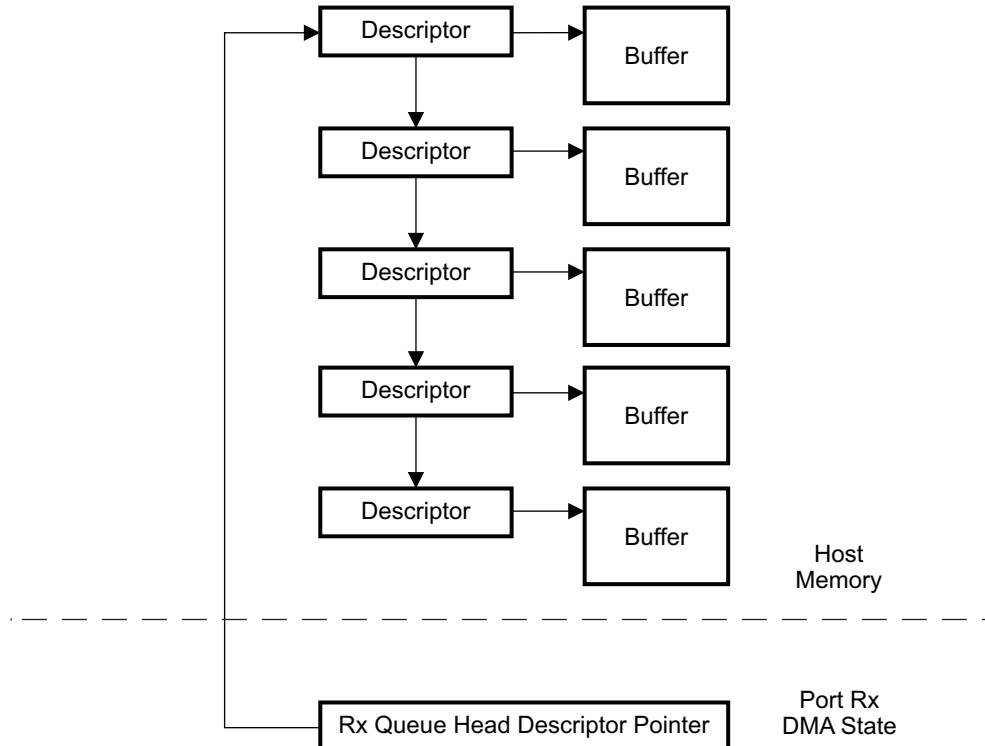 Descriptor
Buffer
Descriptor
Buffer
Descriptor
Buffer
Descriptor
Buffer
Descriptor
Buffer
Host
Memory
Port Rx
DMA State
Rx Queue Head Descriptor Pointer